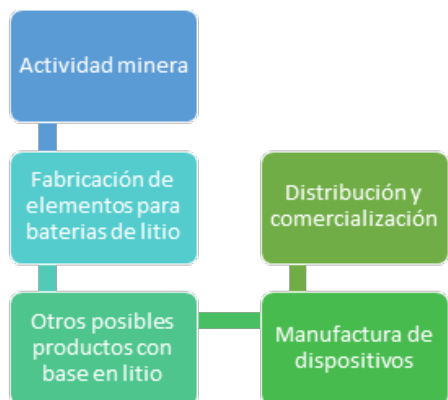 Actividad minera
Fabricación de
elementos para
baterias de litio
Otros posibles
productos con
base en litio
Manufactura de
dispositivos
Distribución y
comercialización